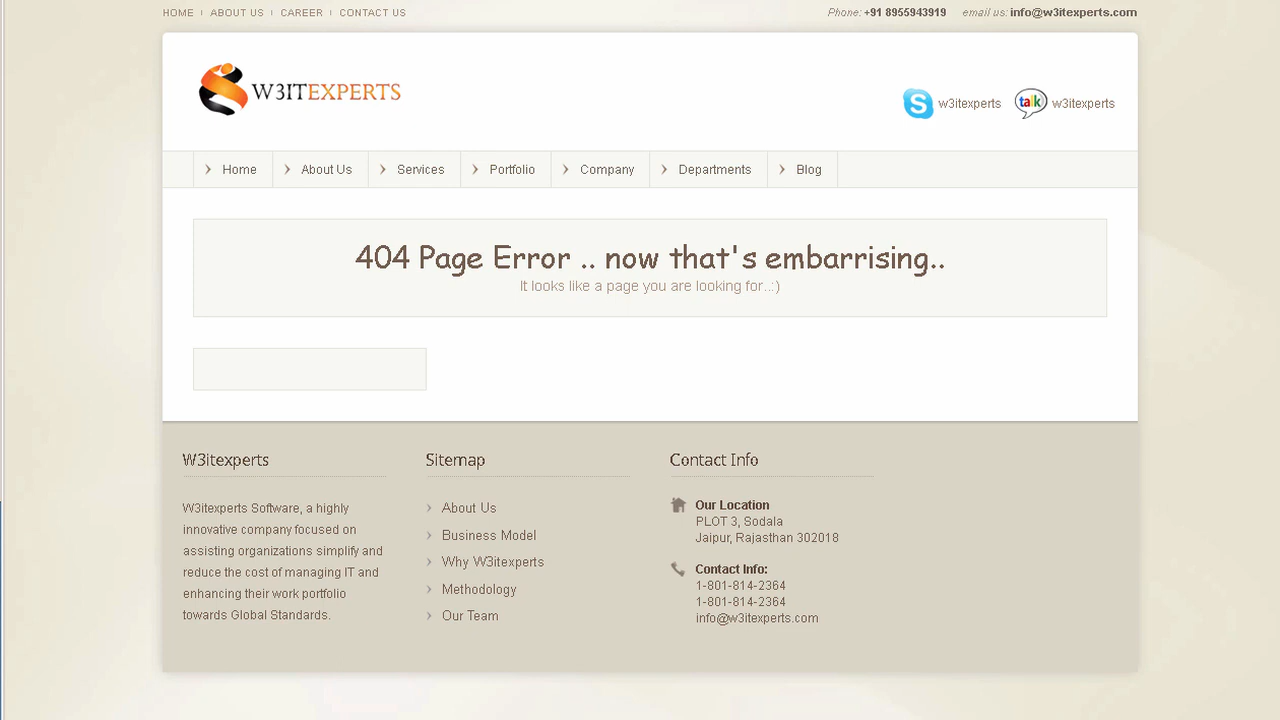 HOME ABOUT US CAREER CONTACT US
Phone: +91 8955943919 email us: info@w3itexperts.com
W3ITEXPERTS
w3itexperts talk w3itexperts
Home About Us Services Portfolio Company Departments Blog
404 Page Error .. now that's embarrising..
It looks like a page you are looking for..:)
W3itexperts
W3itexperts Software, a highly
innovative company focused on
assisting organizations simplify and
reduce the cost of managing IT and
enhancing their work portfolio
towards Global Standards.
Sitemap
About Us
Business Model
Why W3itexperts
Methodology
Our Team
Contact Info
Our Location
PLOT 3, Sodala
Jaipur, Rajasthan 302018
Contact Info:
1-801-814-2364
1-801-814-2364
info@w3itexperts.com